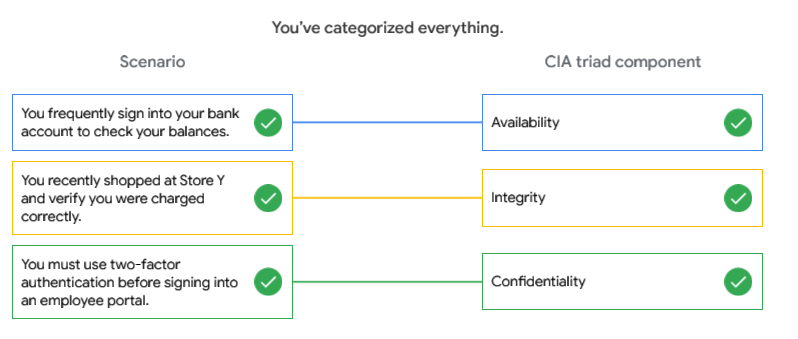 You’ve categorized everything.
Scenario
CIA triad component
You frequently sign into your bank
account to check your balances.
Availability
You recently shopped at Store Y
and verify you were charged
correctly.
Integrity
You must use two-factor
authentication before signing into
an employee portal.
Confidentiality